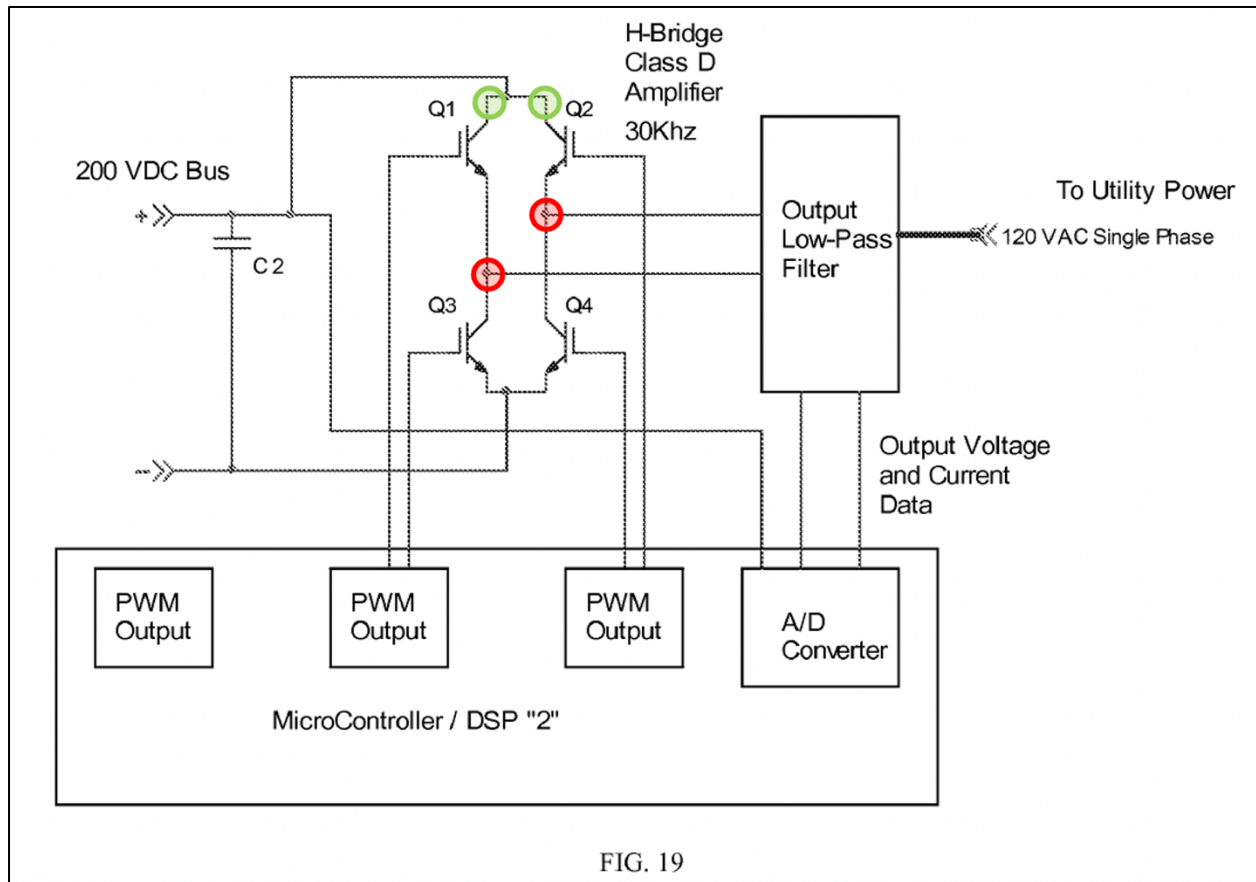 H-Bridge
Class D
Amplifier
30Khz
Q1
Q2
200 VDC Bus
+
C 2
Q3
Q4
-
Output
Low-Pass
Filter
To Utility Power
120 VAC Single Phase
Output Voltage
and Current
Data
PWM
Output
PWM
Output
PWM
Output
A/D
Converter
MicroController / DSP "2"
FIG. 19